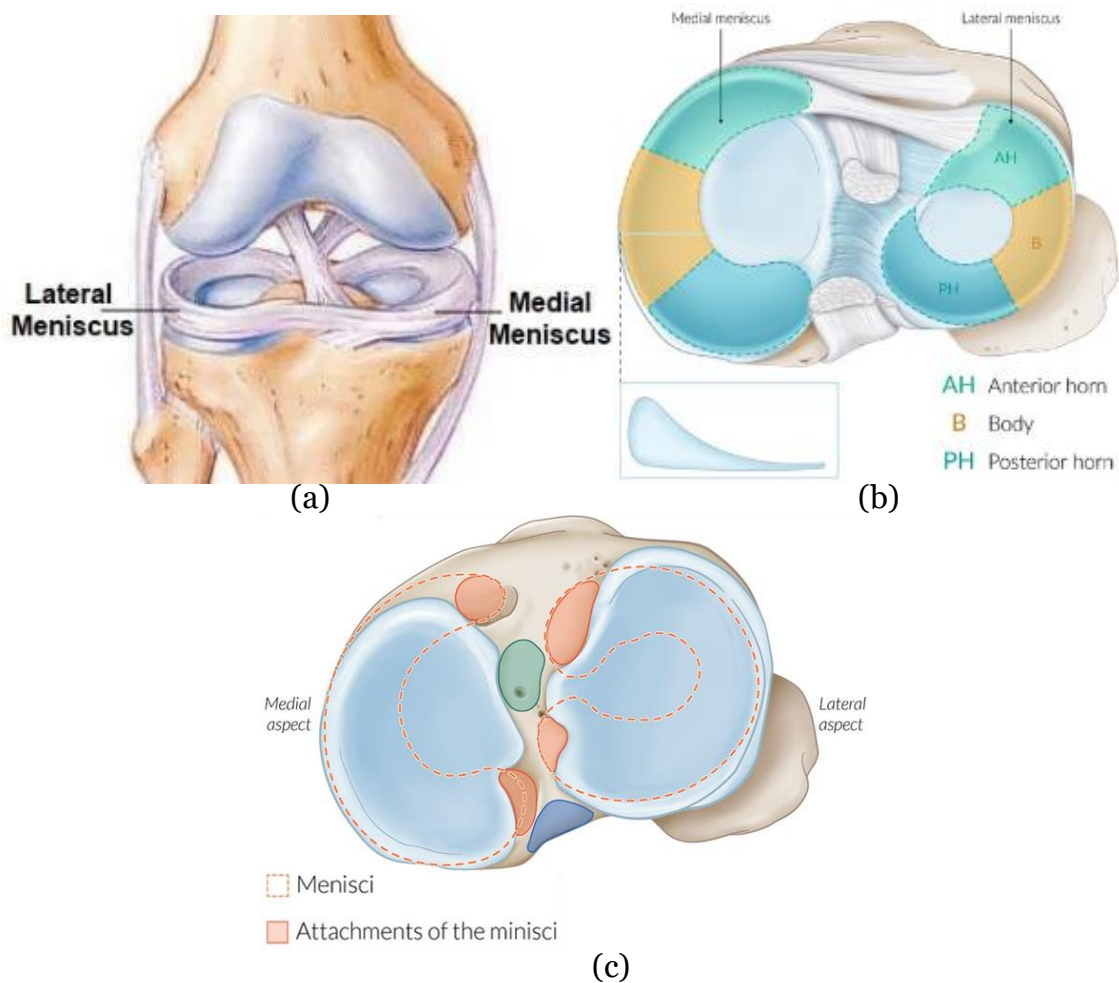 Lateral
Meniscus
Medial
Meniscus
(a)
Medial meniscus
Lateral meniscus
AH
B
PH
AH Anterior horn
B Body
PH Posterior horn
(b)
Medial
aspect
Lateral
aspect
Menisci
Attachments of the minisci
(c)